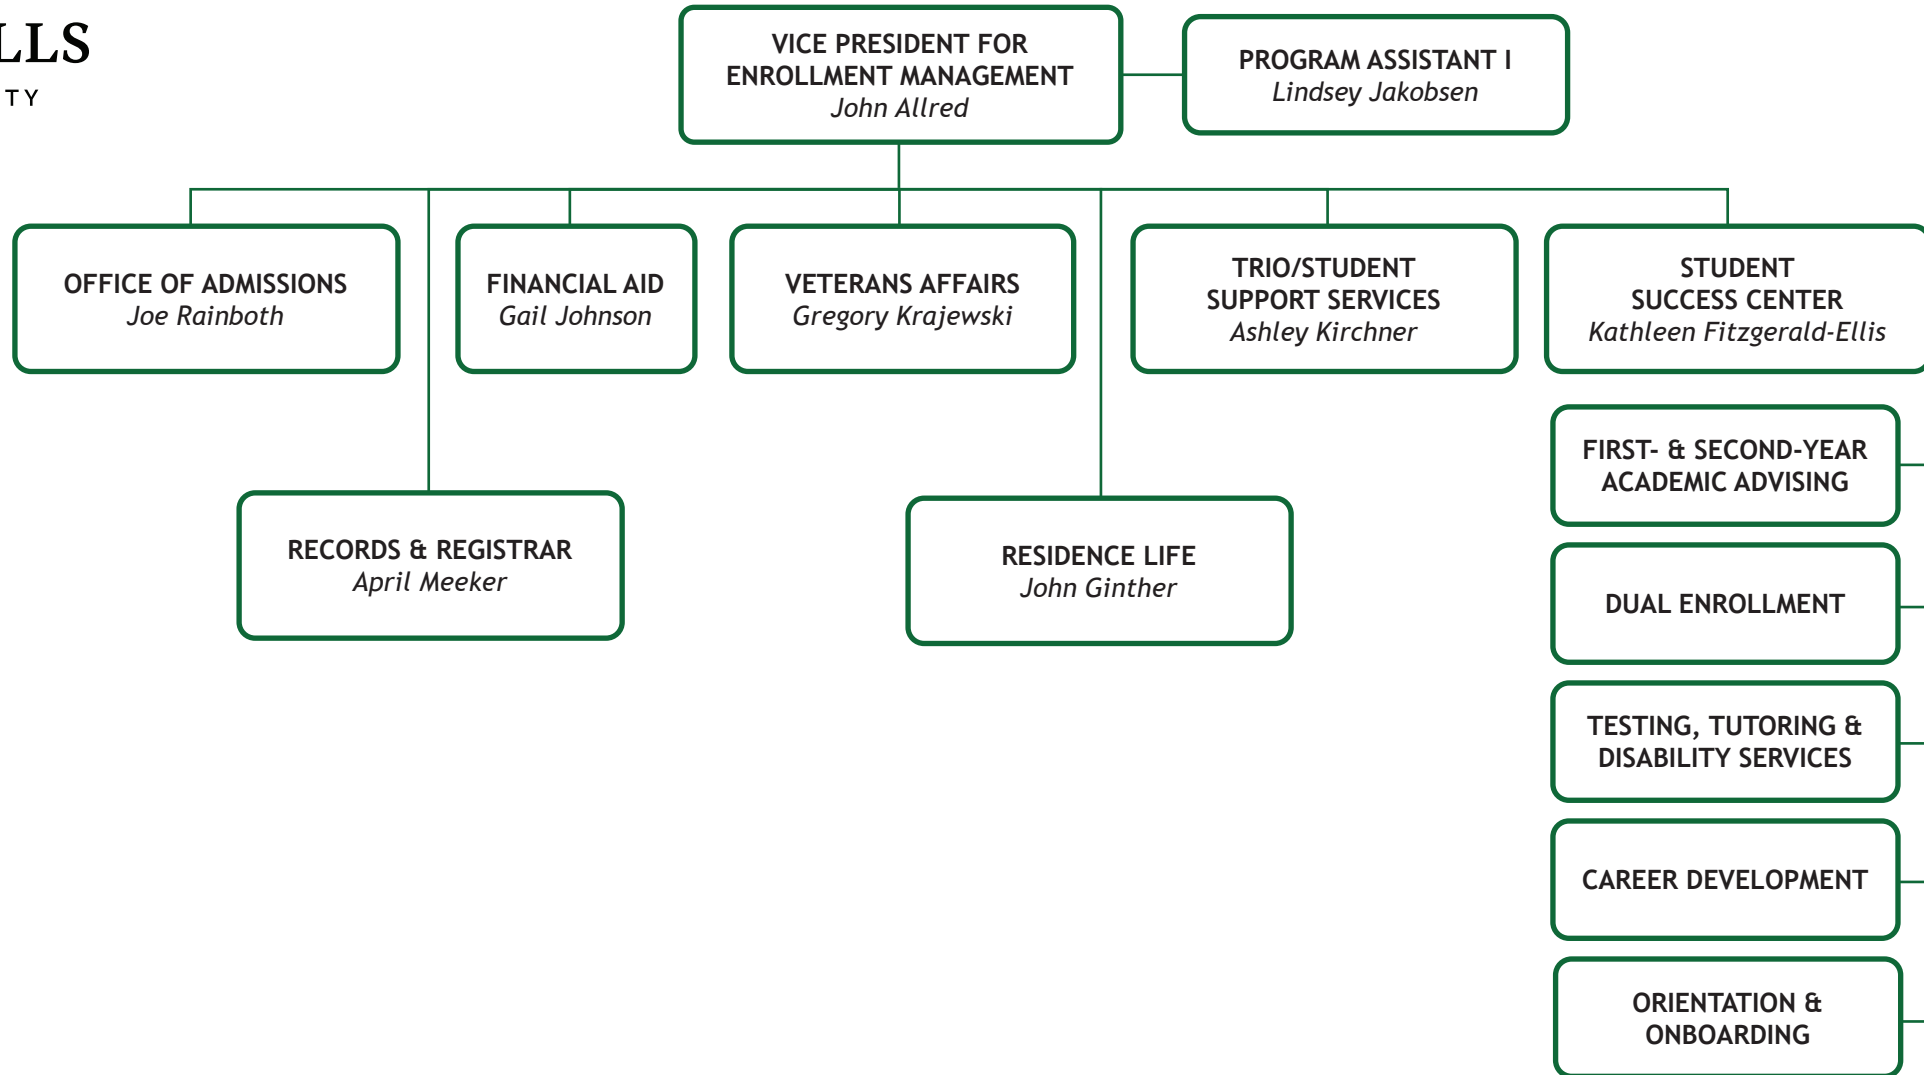 LLS
TY
VICE PRESIDENT FOR
ENROLLMENT MANAGEMENT
John Allred
PROGRAM ASSISTANT I
Lindsey Jakobsen
OFFICE OF ADMISSIONS
Joe Rainboth
FINANCIAL AID
Gail Johnson
VETERANS AFFAIRS
Gregory Krajewski
TRIO/STUDENT
SUPPORT SERVICES
Ashley Kirchner
STUDENT
SUCCESS CENTER
Kathleen Fitzgerald-Ellis
RECORDS & REGISTRAR
April Meeker
RESIDENCE LIFE
John Ginther
FIRST- & SECOND-YEAR
ACADEMIC ADVISING
DUAL ENROLLMENT
TESTING, TUTORING &
DISABILITY SERVICES
CAREER DEVELOPMENT
ORIENTATION &
ONBOARDING